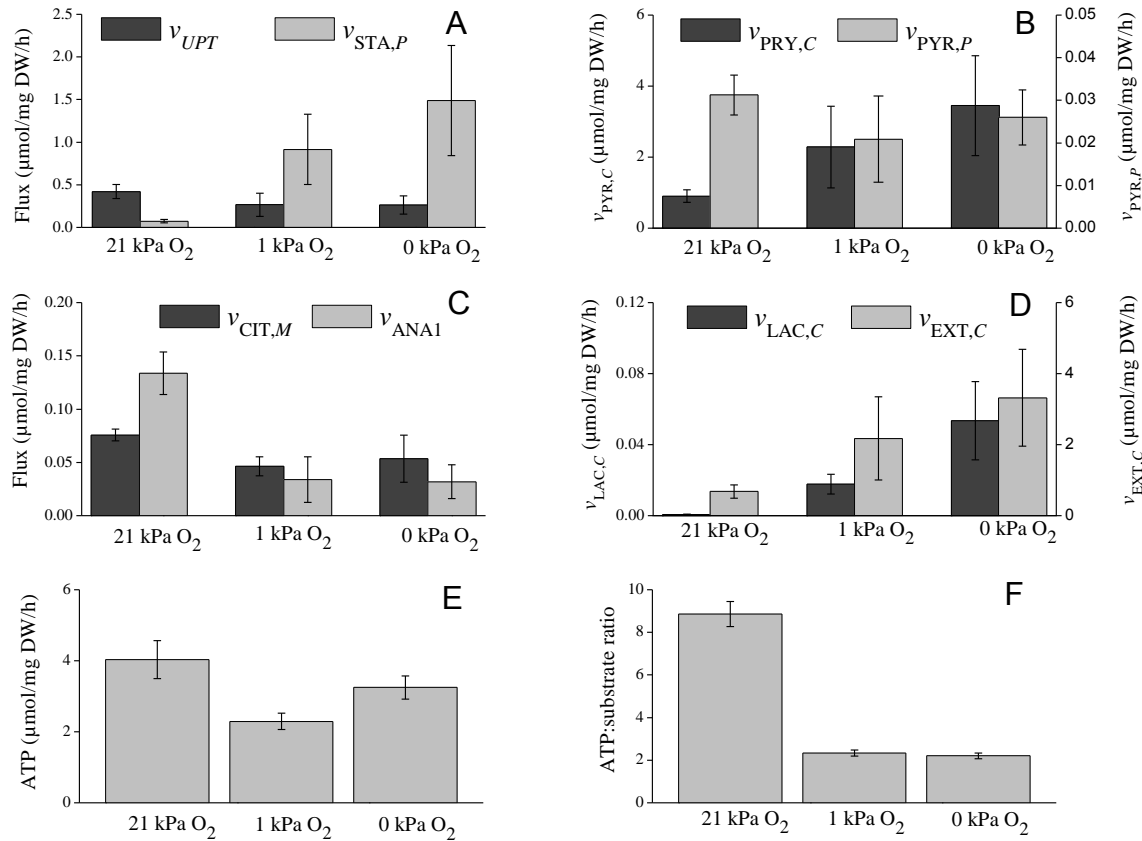 A
v_UPT v_STA,P
Flux (µmol/mg DW/h)
2.5
2.0
1.5
1.0
0.5
0.0
21 kPa O₂ 1 kPa O₂ 0 kPa O₂
B
v_PRY,C v_PYR,P
v_PYR,C (µmol/mg DW/h)
6
4
2
0
v_PYR,P (µmol/mg DW/h)
0.05
0.04
0.03
0.02
0.01
0.00
21 kPa O₂ 1 kPa O₂ 0 kPa O₂
C
v_CIT,M v_ANA1
Flux (µmol/mg DW/h)
0.20
0.15
0.10
0.05
0.00
21 kPa O₂ 1 kPa O₂ 0 kPa O₂
D
v_LAC,C v_EXT,C
v_LAC,C (µmol/mg DW/h)
0.12
0.08
0.04
0.00
v_EXT,C (µmol/mg DW/h)
6
4
2
0
21 kPa O₂ 1 kPa O₂ 0 kPa O₂
E
ATP (µmol/mg DW/h)
6
4
2
0
21 kPa O₂ 1 kPa O₂ 0 kPa O₂
F
ATP:substrate ratio
10
8
6
4
2
0
21 kPa O₂ 1 kPa O₂ 0 kPa O₂